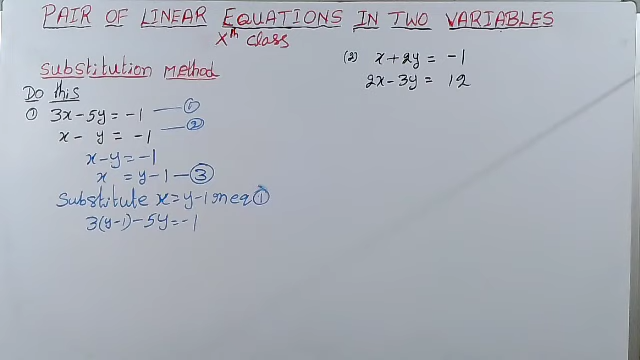 PAIR OF LINEAR EQUATIONS IN TWO VARIABLES
Xth class
Substitution Method
Do this
① 3x-5y = -1 — ①
x - y = -1 — ②
x-y = -1
x = y-1 — ③
Substitute x=y-1 in eq ①
3(y-1)-5y=-1
(2) x+2y = -1
2x-3y = 12